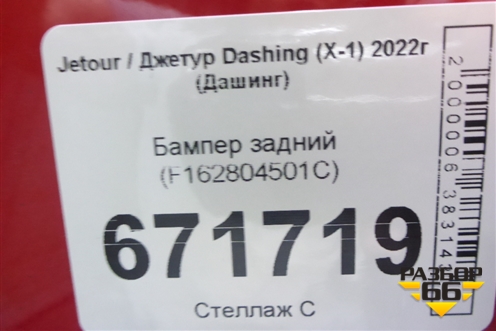 Jetour / Джетур Dashing (X-1) 2022г
(Дашинг)
Бампер задний
(F162804501C)
671719
Стеллаж С
РАЗБОР
66